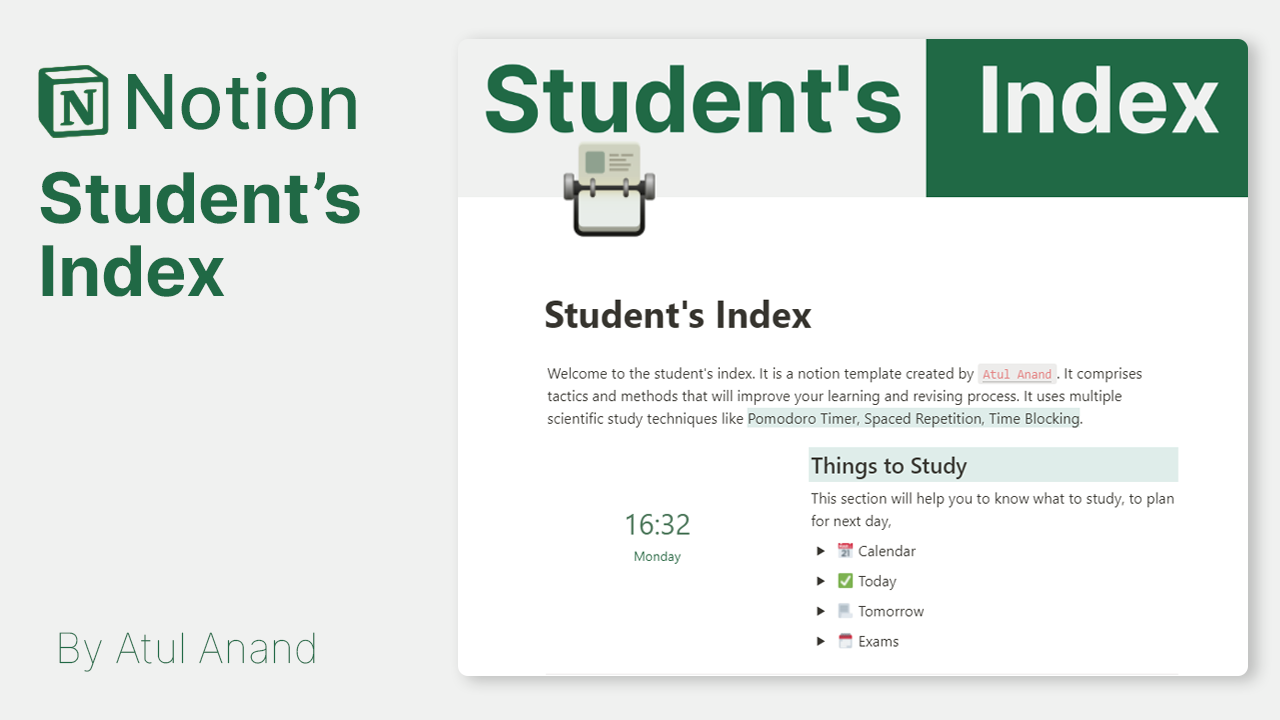 Notion
Student’s
Index
By Atul Anand
Student's Index
Student's Index
Welcome to the student's index. It is a notion template created by Atul Anand. It comprises
tactics and methods that will improve your learning and revising process. It uses multiple
scientific study techniques like Pomodoro Timer, Spaced Repetition, Time Blocking.
16:32
Monday
Things to Study
This section will help you to know what to study, to plan
for next day,
Calendar
Today
Tomorrow
Exams